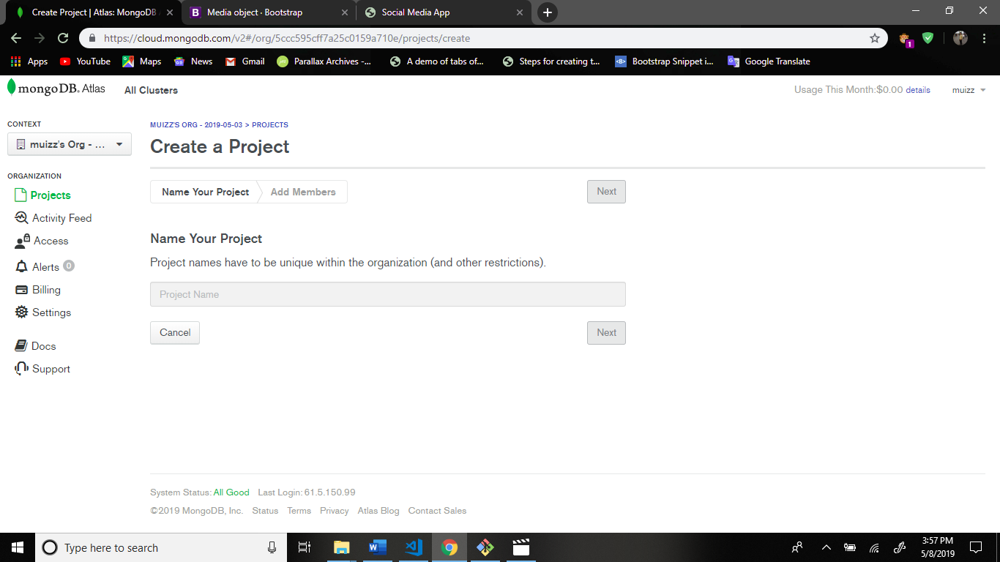 Create Project | Atlas: MongoDB
Media object · Bootstrap
Social Media App
https://cloud.mongodb.com/v2#/org/5ccc595cff7a25c0159a710e/projects/create
1
Apps
YouTube
Maps
News
Gmail
Parallax Archives -...
A demo of tabs of...
Steps for creating t...
Bootstrap Snippet i...
Google Translate
mongoDB. Atlas
All Clusters
Usage This Month:$0.00 details
muizz
CONTEXT
muizz's Org - ...
ORGANIZATION
Projects
Activity Feed
Access
Alerts 0
Billing
Settings
Docs
Support
MUIZZ'S ORG - 2019-05-03 > PROJECTS
Create a Project
Name Your Project
Add Members
Next
Name Your Project
Project names have to be unique within the organization (and other restrictions).
Project Name
Cancel
Next
System Status: All Good Last Login: 61.5.150.99
©2019 MongoDB, Inc. Status Terms Privacy Atlas Blog Contact Sales
Type here to search
3:57 PM
5/8/2019